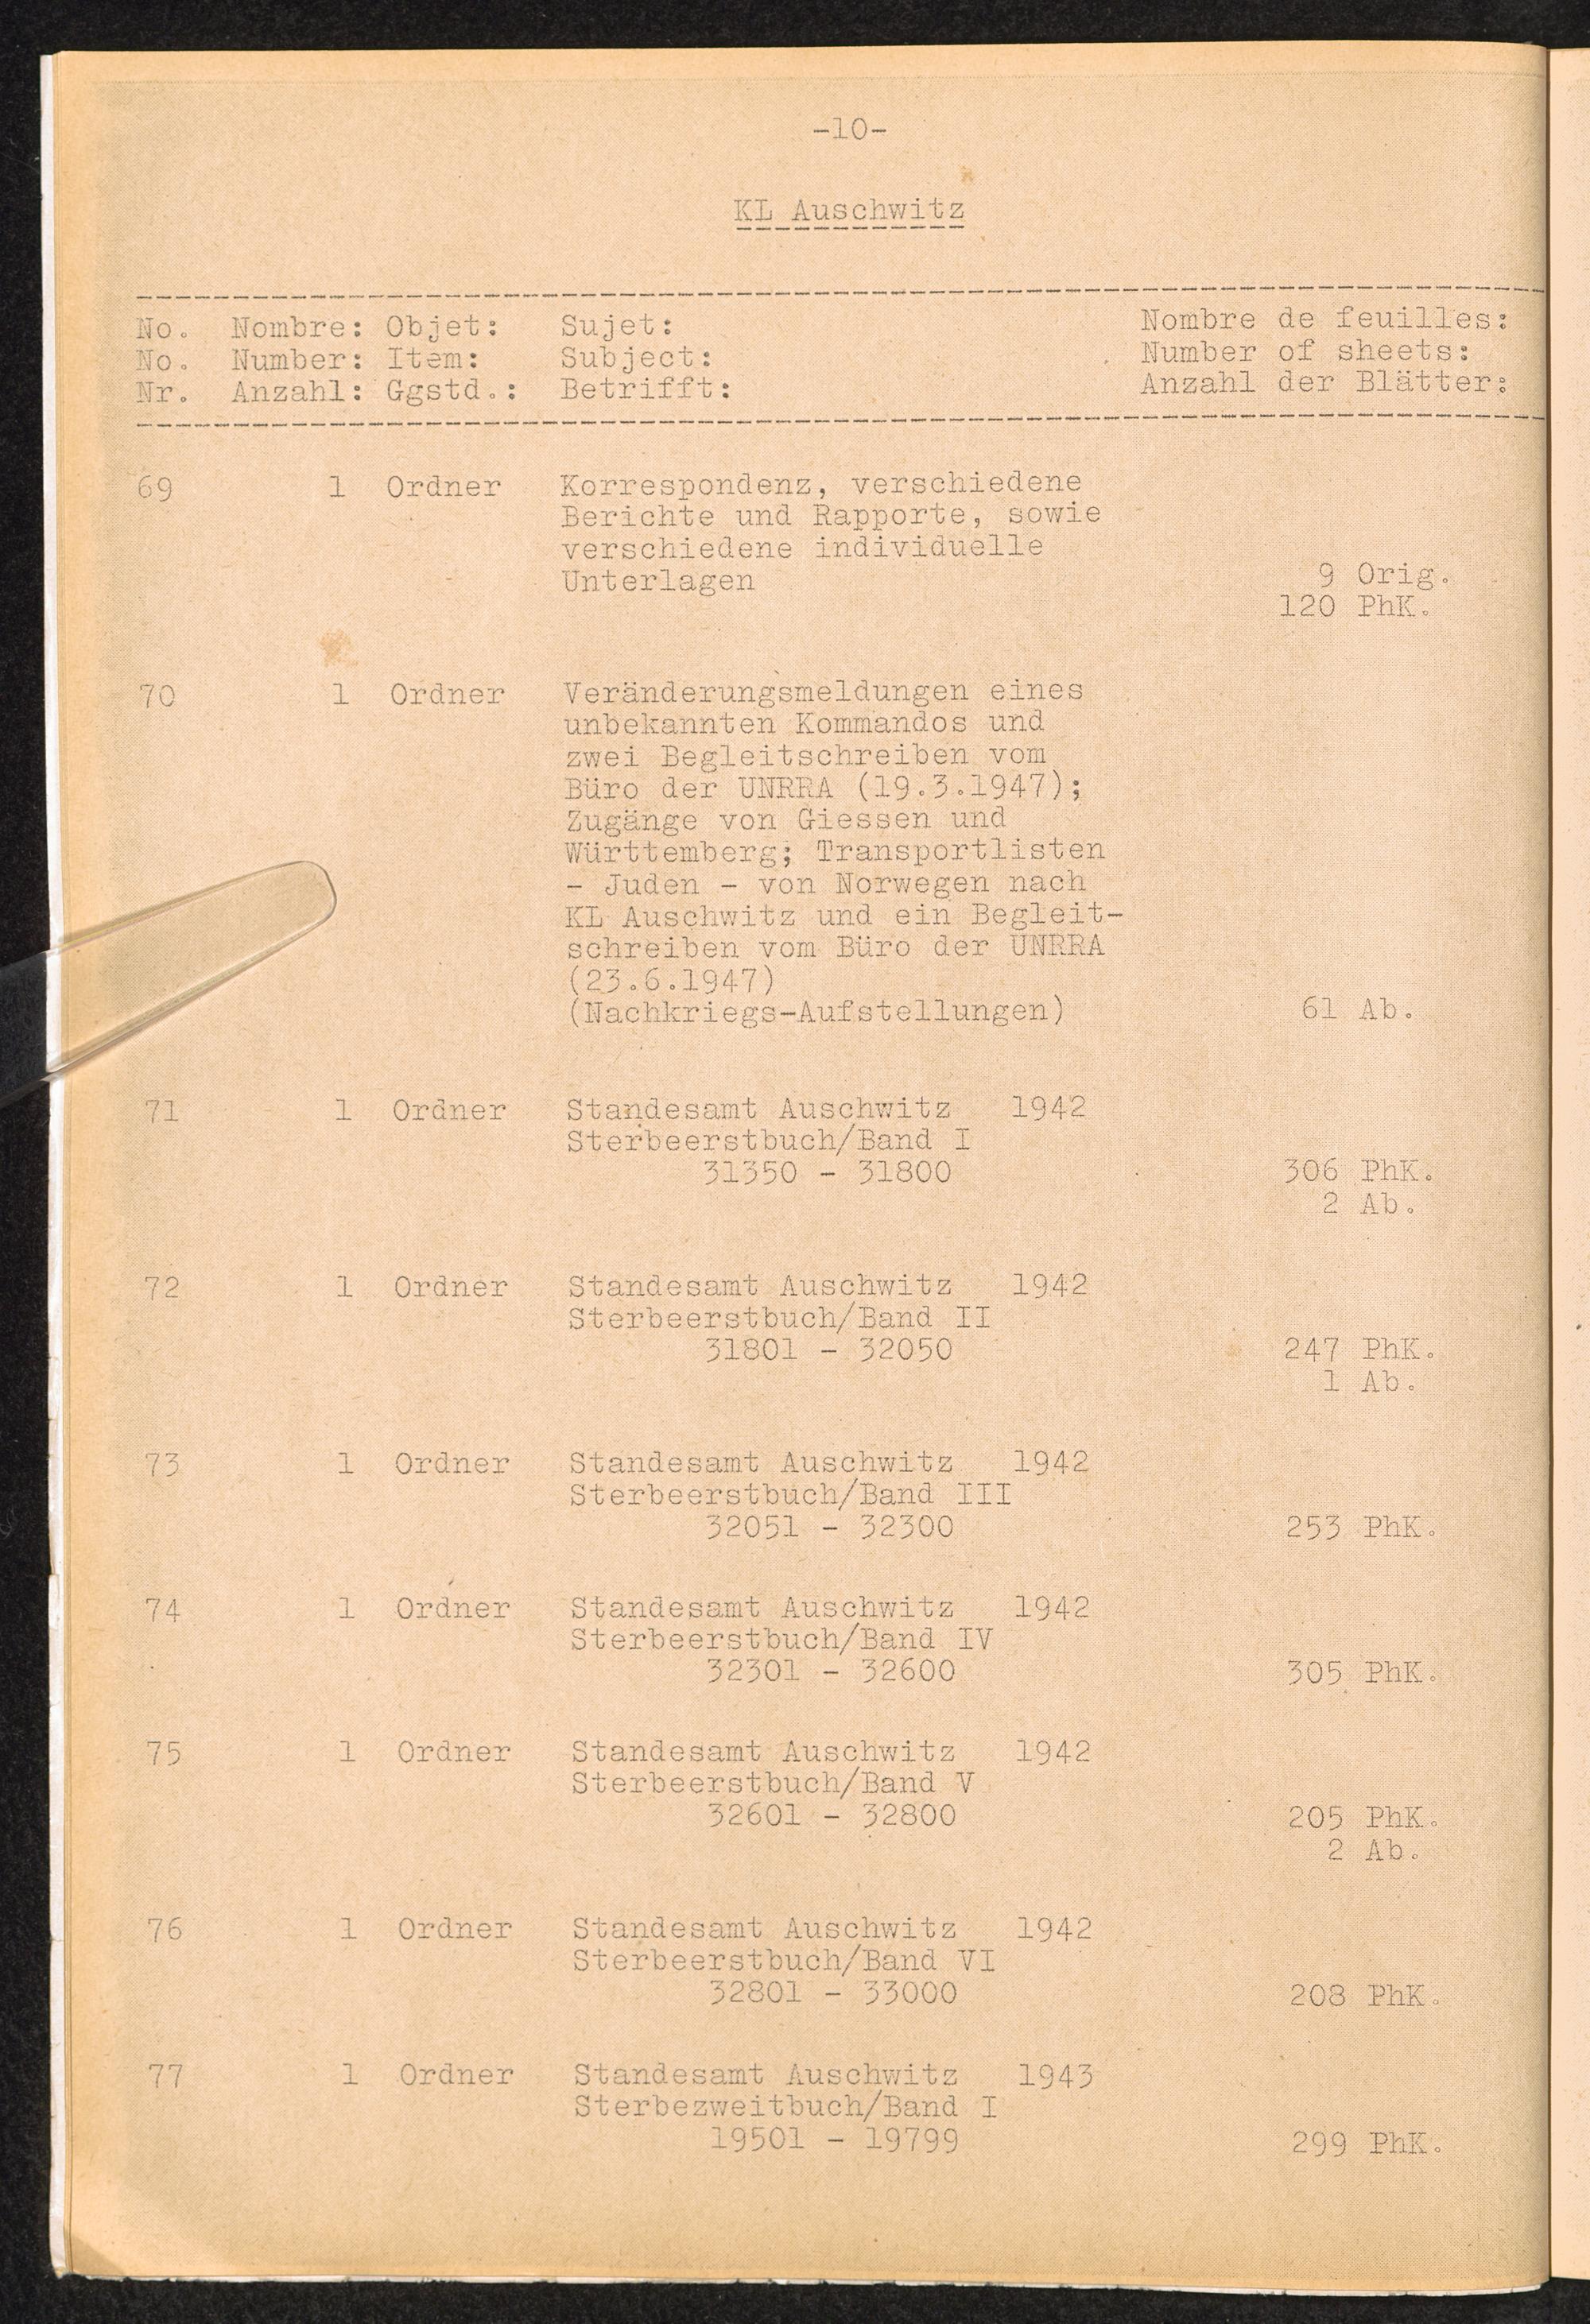 -10-
KL Auschwitz
No. Nombre: Objet: Sujet: Nombre de feuilles:
No. Number: Item: Subject: Number of sheets:
Nr. Anzahl: Ggstd.: Betrifft: Anzahl der Blätter:
69 1 Ordner Korrespondenz, verschiedene
Berichte und Rapporte, sowie
verschiedene individuelle
Unterlagen 9 Orig.
120 PhK.
70 1 Ordner Veränderungsmeldungen eines
unbekannten Kommandos und
zwei Begleitschreiben vom
Büro der UNRRA (19.3.1947);
Zugänge von Giessen und
Württemberg; Transportlisten
- Juden - von Norwegen nach
KL Auschwitz und ein Begleit-
schreiben vom Büro der UNRRA
(23.6.1947)
(Nachkriegs-Aufstellungen) 61 Ab.
71 1 Ordner Standesamt Auschwitz 1942
Sterbeerstbuch/Band I
31350 - 31800 306 PhK.
2 Ab.
72 1 Ordner Standesamt Auschwitz 1942
Sterbeerstbuch/Band II
31801 - 32050 247 PhK.
1 Ab.
73 1 Ordner Standesamt Auschwitz 1942
Sterbeerstbuch/Band III
32051 - 32300 253 PhK.
74 1 Ordner Standesamt Auschwitz 1942
Sterbeerstbuch/Band IV
32301 - 32600 305 PhK.
75 1 Ordner Standesamt Auschwitz 1942
Sterbeerstbuch/Band V
32601 - 32800 205 PhK.
2 Ab.
76 1 Ordner Standesamt Auschwitz 1942
Sterbeerstbuch/Band VI
32801 - 33000 208 PhK.
77 1 Ordner Standesamt Auschwitz 1943
Sterbezweitbuch/Band I
19501 - 19799 299 PhK.